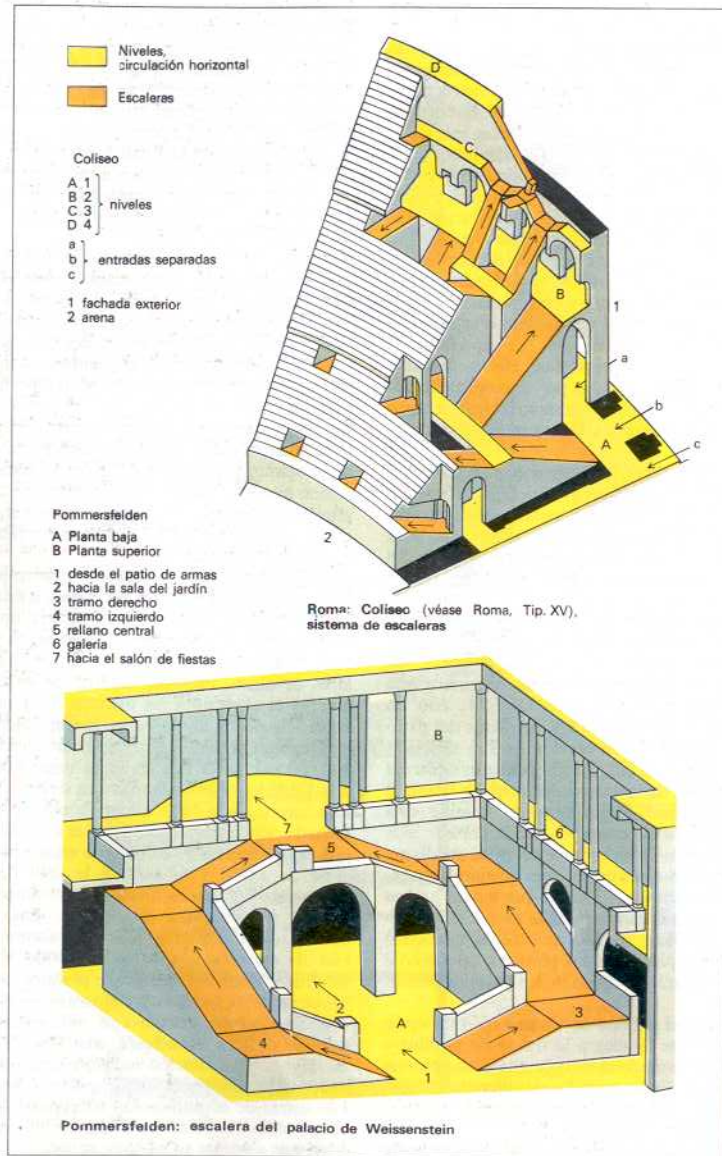 Niveles,
circulación horizontal
Escaleras
Coliseo
A 1
B 2
C 3
D 4
niveles
a
b
c
entradas separadas
1 fachada exterior
2 arena
D
C
B
1
a
b
A
c
2
Roma: Coliseo (véase Roma, Tip. XV),
sistema de escaleras
Pommersfelden
A Planta baja
B Planta superior
1 desde el patio de armas
2 hacia la sala del jardín
3 tramo derecho
4 tramo izquierdo
5 rellano central
6 galería
7 hacia el salón de fiestas
B
7
5
6
2
A
3
4
1
Pommersfelden: escalera del palacio de Weissenstein